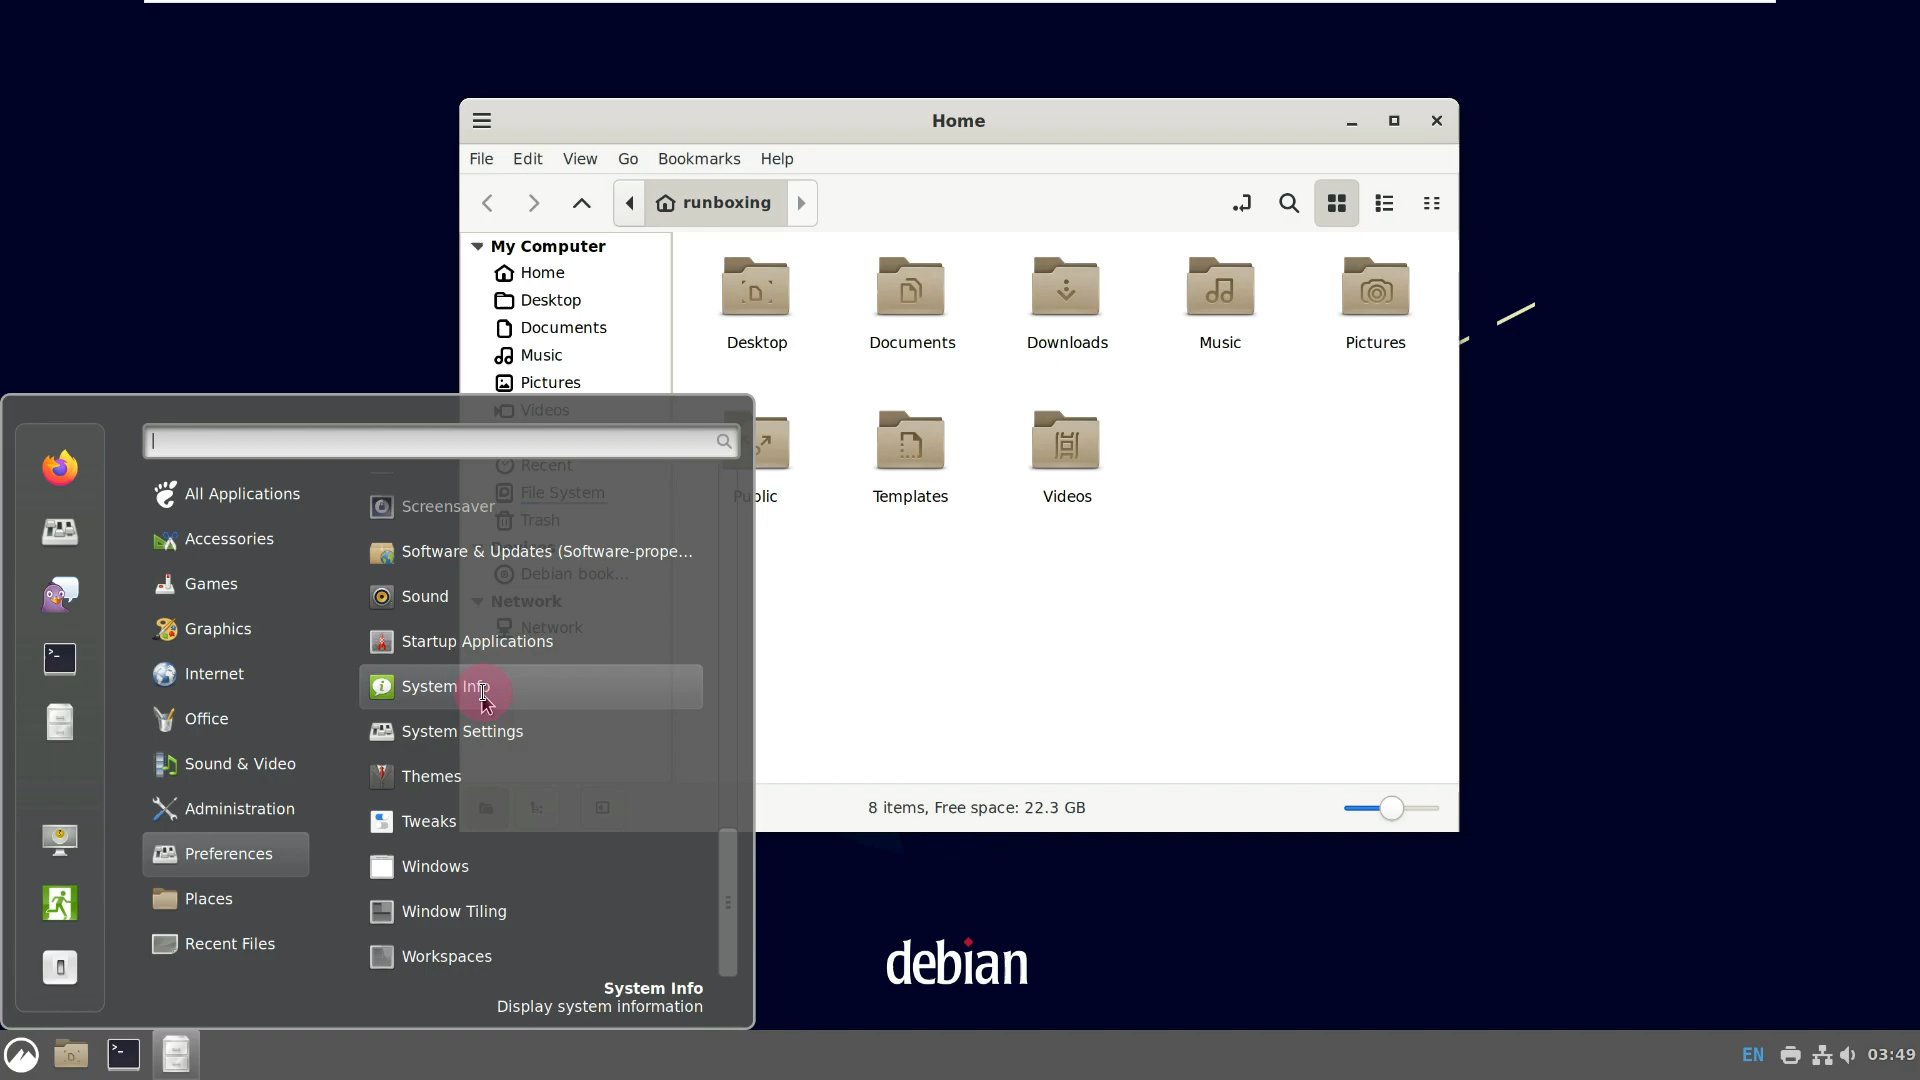 Home
File Edit View Go Bookmarks Help
runboxing
My Computer
Home
Desktop
Documents
Music
Pictures
Videos
Recent
File System
Trash
Debian book...
Network
Network
Desktop
Documents
Downloads
Music
Pictures
Public
Templates
Videos
8 items, Free space: 22.3 GB
All Applications
Accessories
Games
Graphics
Internet
Office
Sound & Video
Administration
Preferences
Places
Recent Files
Screensaver
Software & Updates (Software-prope...
Sound
Startup Applications
System Info
System Settings
Themes
Tweaks
Windows
Window Tiling
Workspaces
System Info
Display system information
debian
EN
03:49